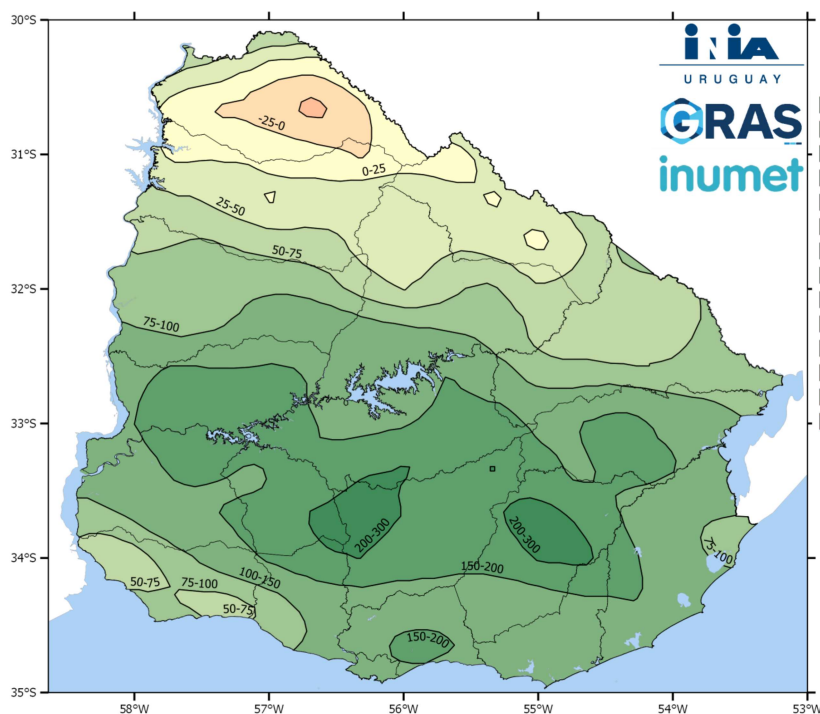 30°S
INIA
URUGUAY
GRAS
inumet
-25-0
31°S
0-25
25-50
50-75
32°S
75-100
33°S
200-300
200-300
34°S
75-100
150-200
100-150
50-75
75-100
50-75
150-200
35°S
58°W
57°W
56°W
55°W
54°W
53°W